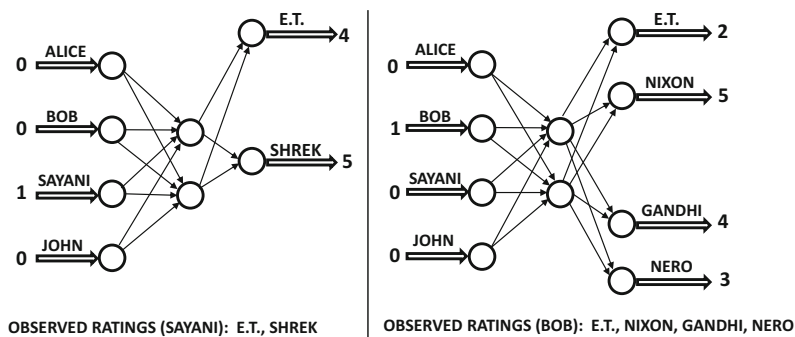 E.T.
4
ALICE
0
BOB
0
SHREK
5
SAYANI
1
JOHN
0
OBSERVED RATINGS (SAYANI): E.T., SHREK
E.T.
2
ALICE
0
NIXON
5
BOB
1
SAYANI
0
GANDHI
4
JOHN
0
NERO
3
OBSERVED RATINGS (BOB): E.T., NIXON, GANDHI, NERO